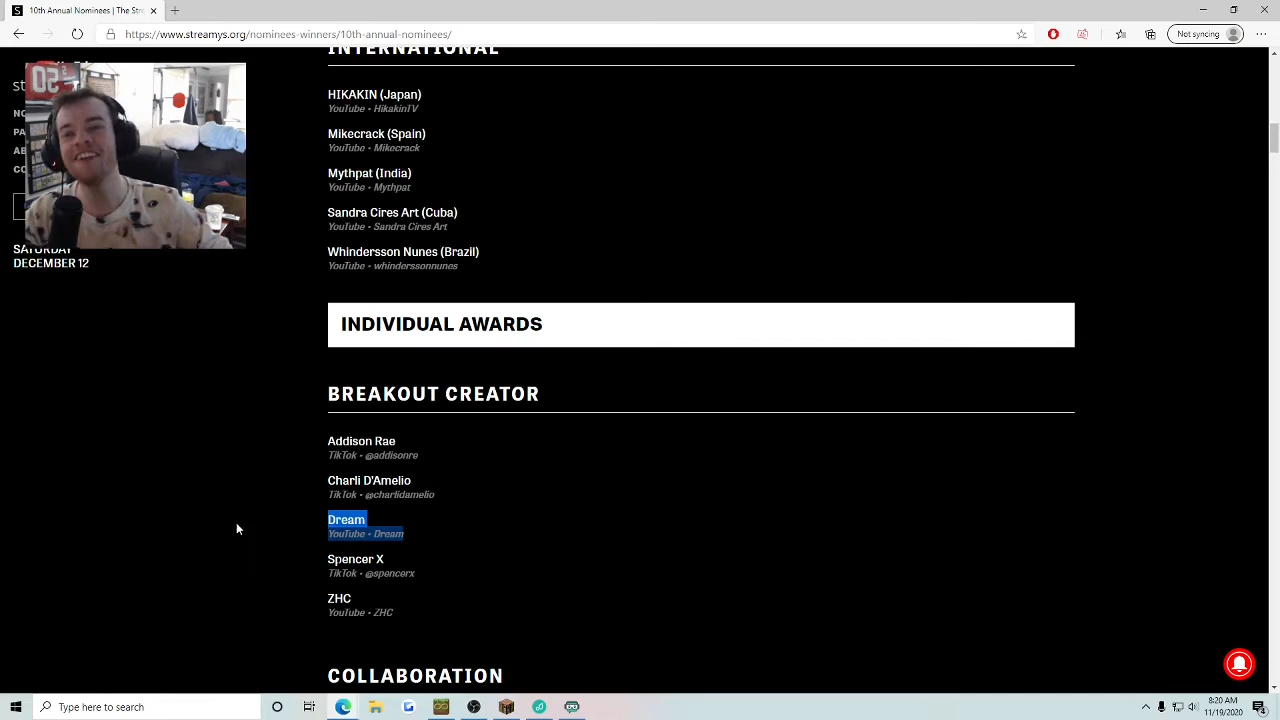 10th Annual Nominees | The Stre
https://www.streamys.org/nominees-winners/10th-annual-nominees/
Not syncing
INTERNATIONAL
HIKAKIN (Japan)
YouTube • HikakinTV
Mikecrack (Spain)
YouTube • Mikecrack
Mythpat (India)
YouTube • Mythpat
Sandra Cires Art (Cuba)
YouTube • Sandra Cires Art
Whindersson Nunes (Brazil)
YouTube • whinderssonnunes
SATURDAY
DECEMBER 12
INDIVIDUAL AWARDS
BREAKOUT CREATOR
Addison Rae
TikTok • @addisonre
Charli D'Amelio
TikTok • @charlidamelio
Dream
YouTube • Dream
Spencer X
TikTok • @spencerx
ZHC
YouTube • ZHC
COLLABORATION
Type here to search
8:20 AM
11/19/2020